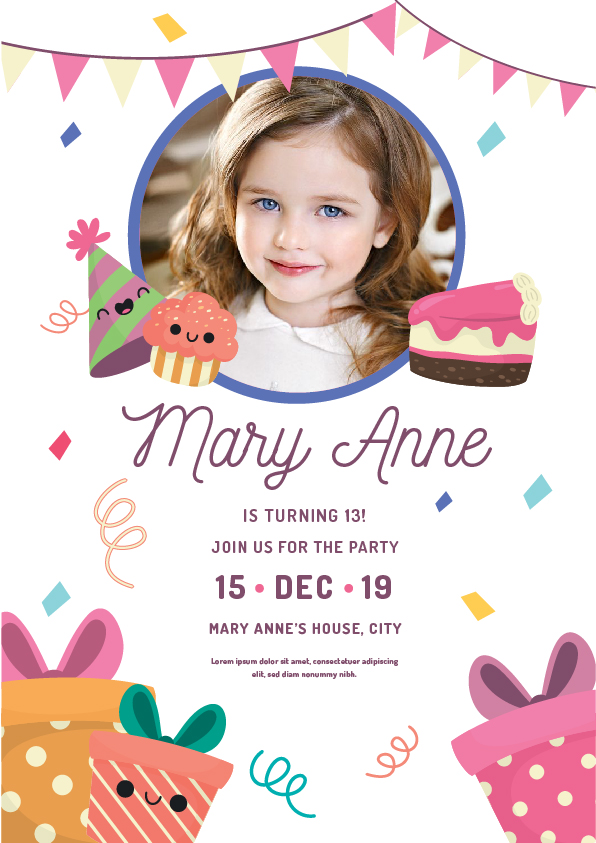 Mary Anne
IS TURNING 13!
JOIN US FOR THE PARTY
15 • DEC • 19
MARY ANNE'S HOUSE, CITY
Lorem ipsum dolor sit amet, consectetuer adipiscing
elit, sed diam nonummy nibh.